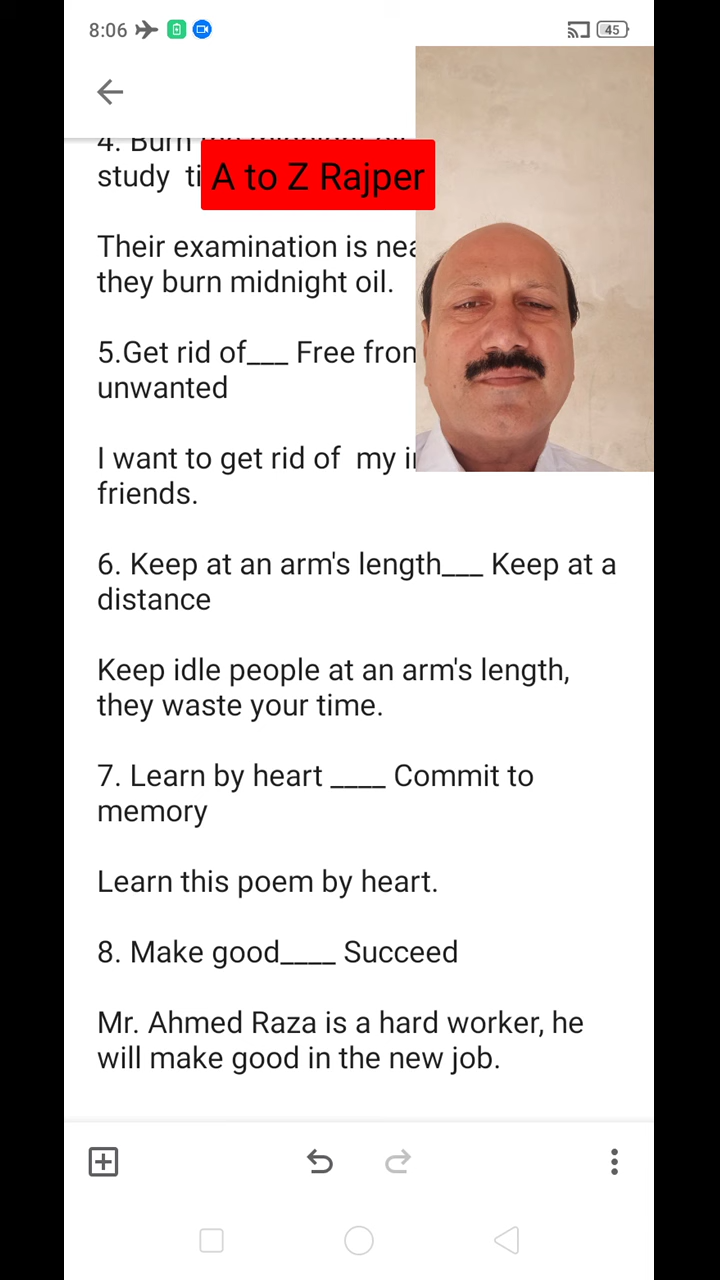 8:06
45
4. Burn
study ti
A to Z Rajper
Their examination is nea
they burn midnight oil.
5.Get rid of___ Free from
unwanted
I want to get rid of my
friends.
6. Keep at an arm's length___ Keep at a
distance
Keep idle people at an arm's length,
they waste your time.
7. Learn by heart ____ Commit to
memory
Learn this poem by heart.
8. Make good____ Succeed
Mr. Ahmed Raza is a hard worker, he
will make good in the new job.